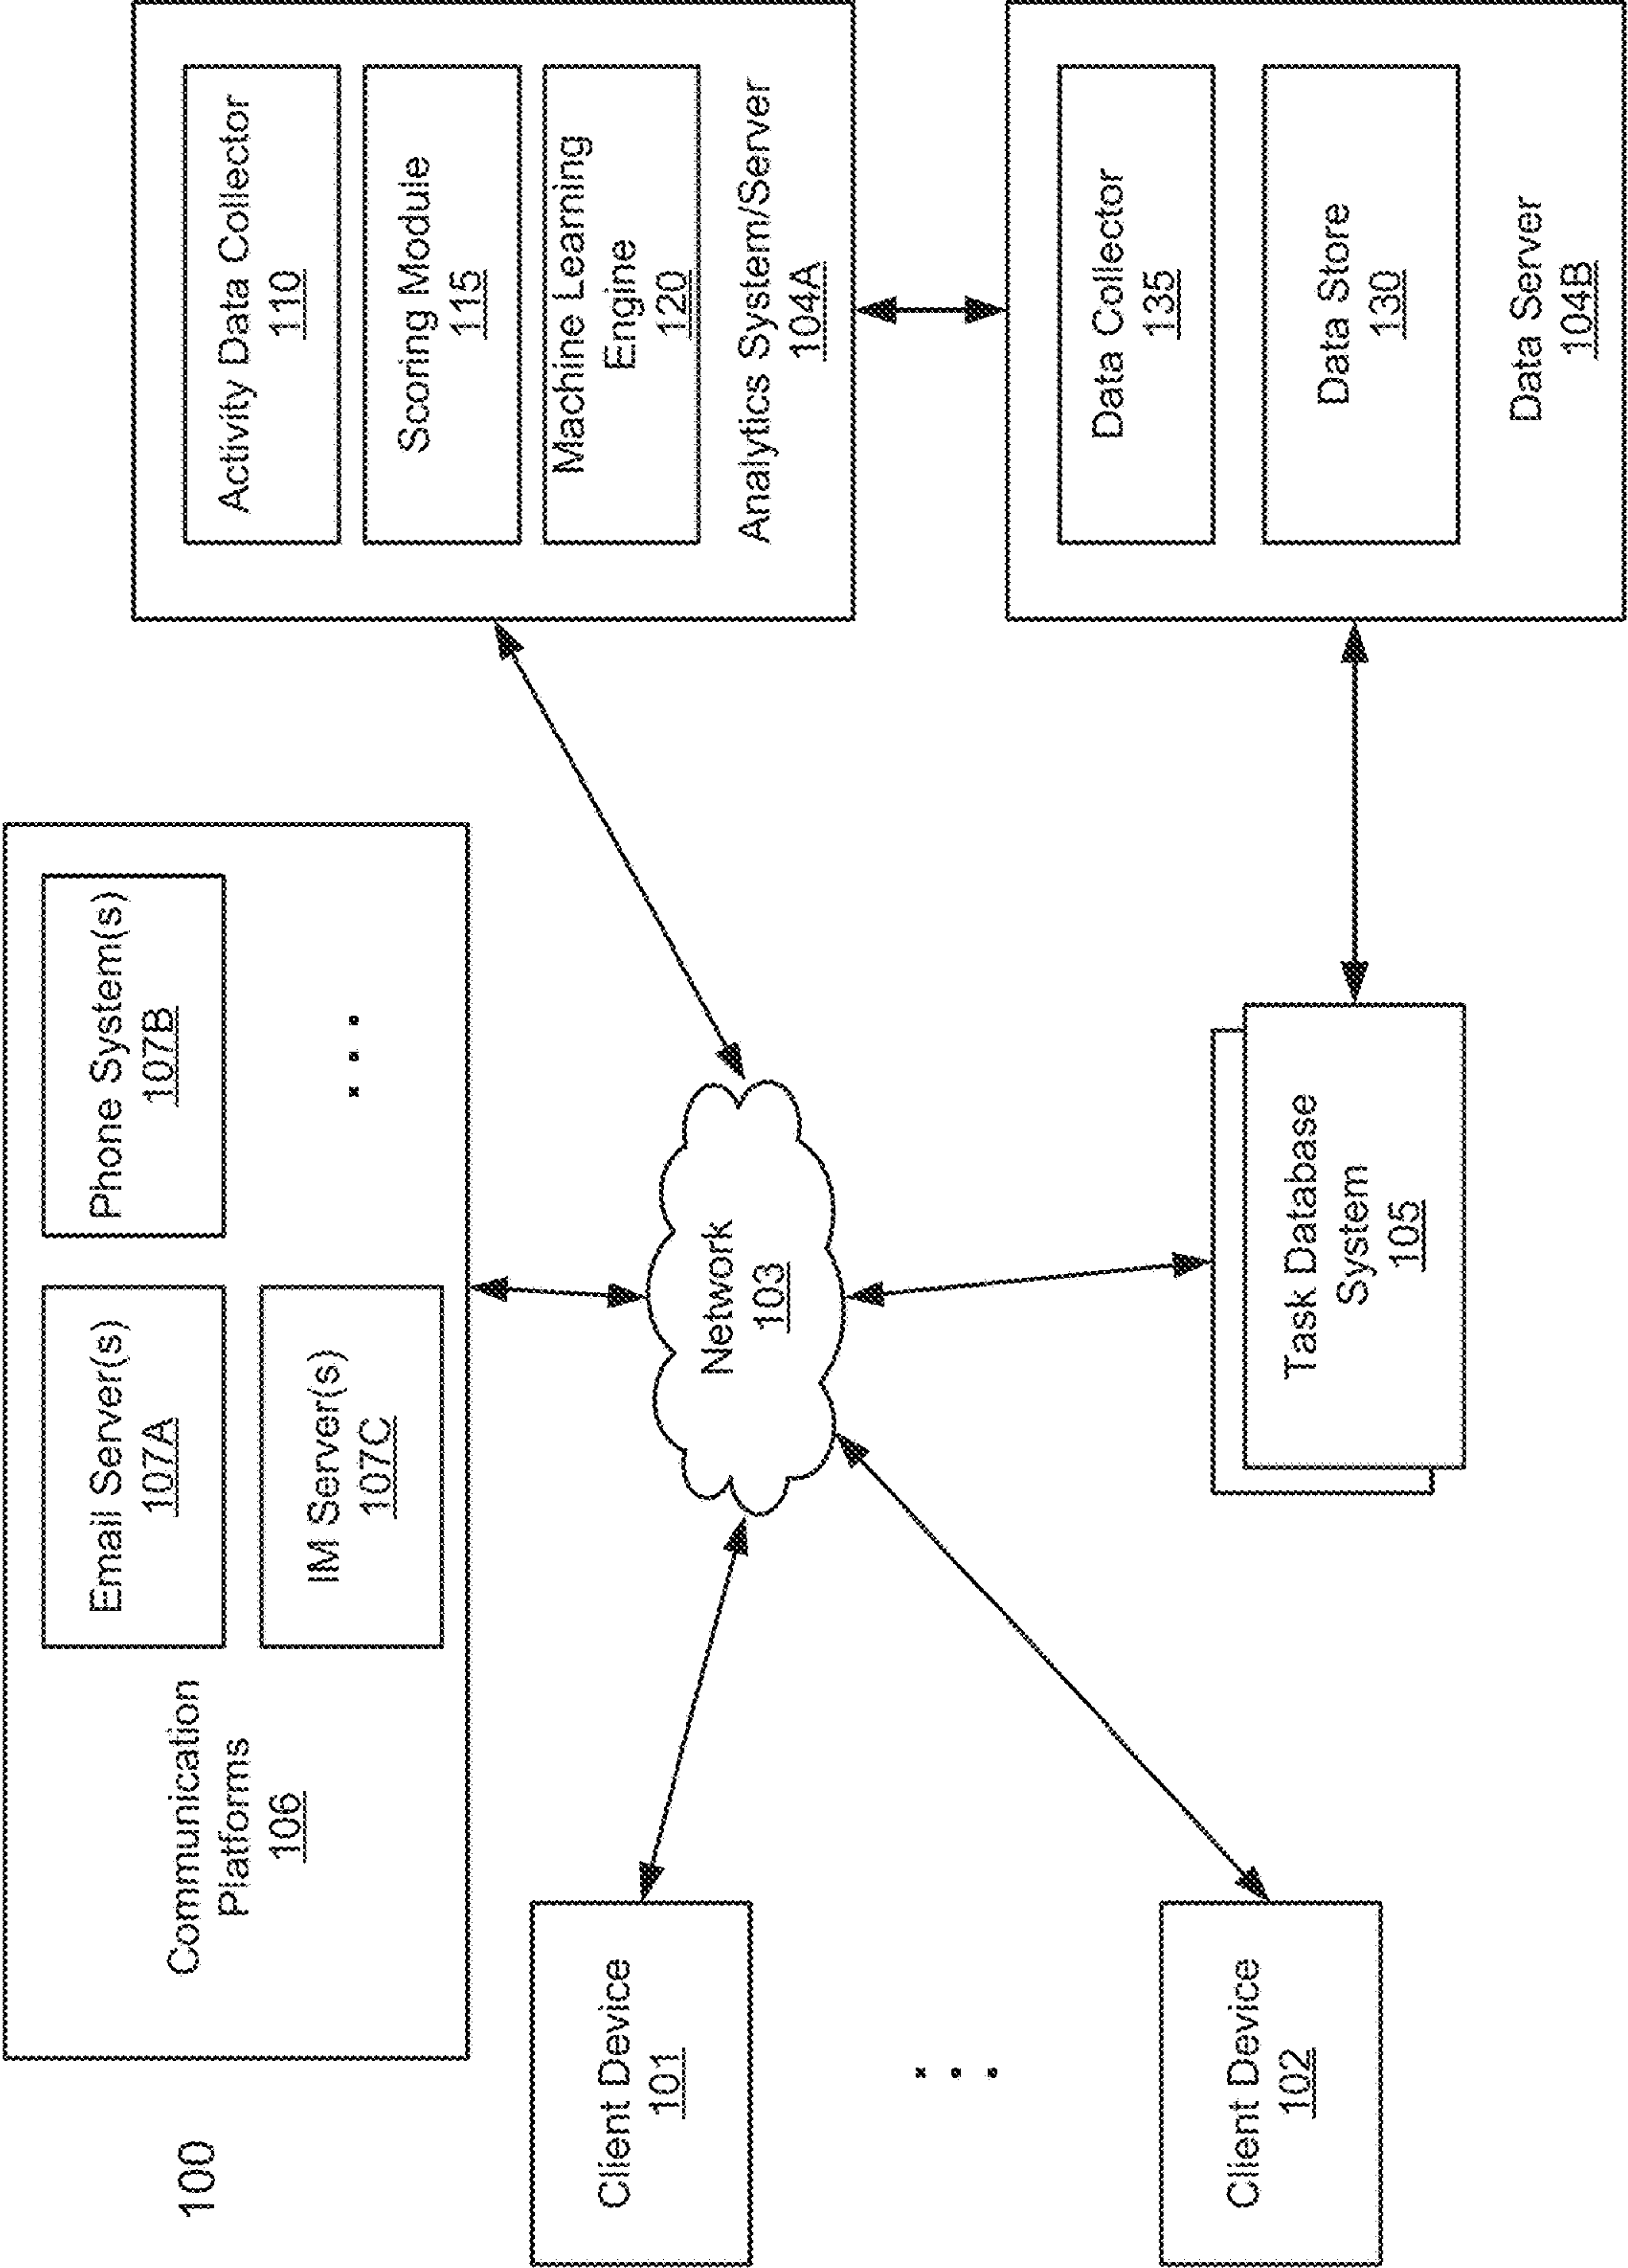 100
Communication
Platforms
106
Email Server(s)
107A
Phone System(s)
107B
IM Server(s)
107C
. . .
Activity Data Collector
110
Scoring Module
115
Machine Learning
Engine
120
Analytics System/Server
104A
Client Device
101
. . .
Client Device
102
Network
103
Task Database
System
105
Data Collector
135
Data Store
130
Data Server
104B